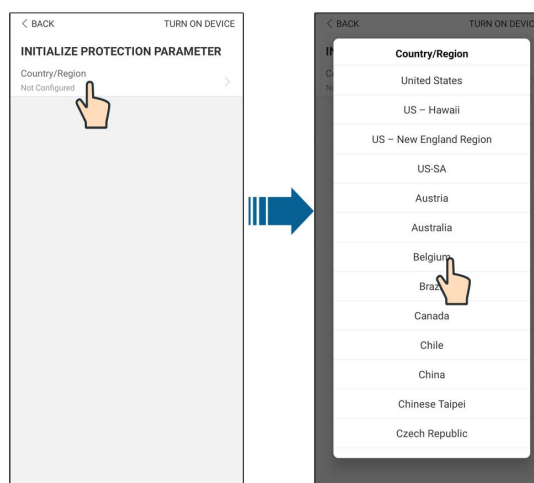 < BACK TURN ON DEVICE
INITIALIZE PROTECTION PARAMETER
Country/Region
Not Configured
< BACK TURN ON DEVIC
Country/Region
United States
US – Hawaii
US – New England Region
US-SA
Austria
Australia
Belgium
Canada
Chile
China
Chinese Taipei
Czech Republic